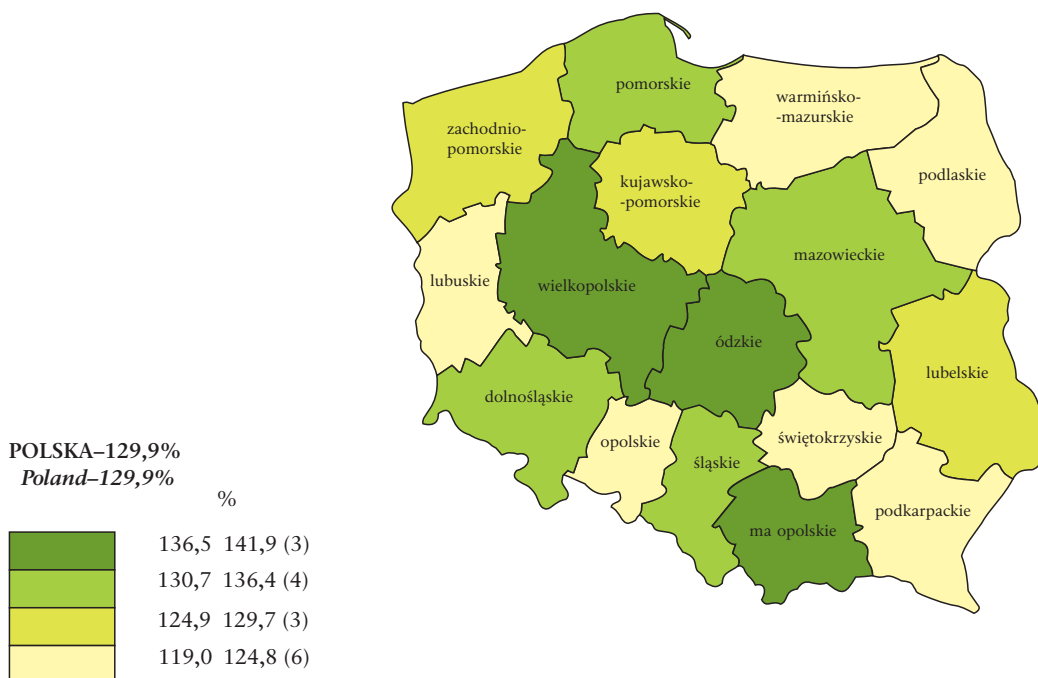 pomorskie
warmińsko-
-mazurskie
zachodnio-
pomorskie
podlaskie
kujawsko-
-pomorskie
mazowieckie
lubuskie
wielkopolskie
ódzkie
lubelskie
dolnośląskie
opolskie
śląskie
świętokrzyskie
podkarpackie
ma opolskie
POLSKA–129,9%
Poland–129,9%
%
136,5 141,9 (3)
130,7 136,4 (4)
124,9 129,7 (3)
119,0 124,8 (6)